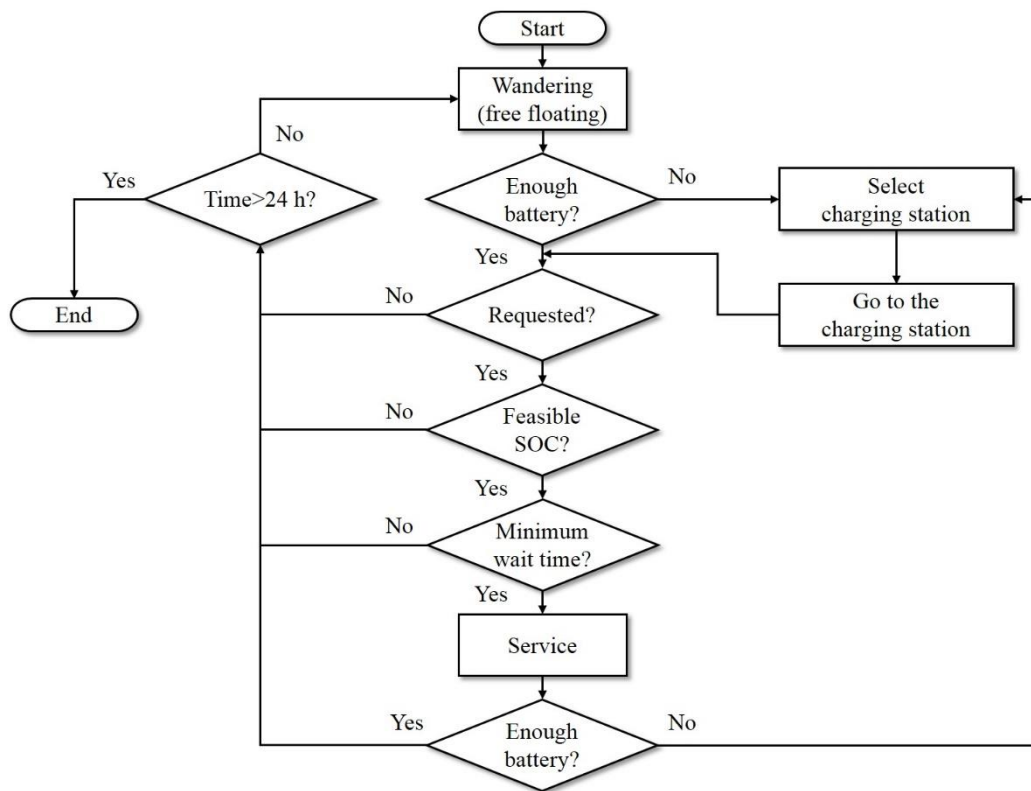 Start
Wandering
(free floating)
No
Yes
Time>24 h?
Enough
battery?
No
Select
charging station
Yes
End
No
Requested?
Go to the
charging station
Yes
No
Feasible
SOC?
Yes
No
Minimum
wait time?
Yes
Service
Yes
Enough
battery?
No